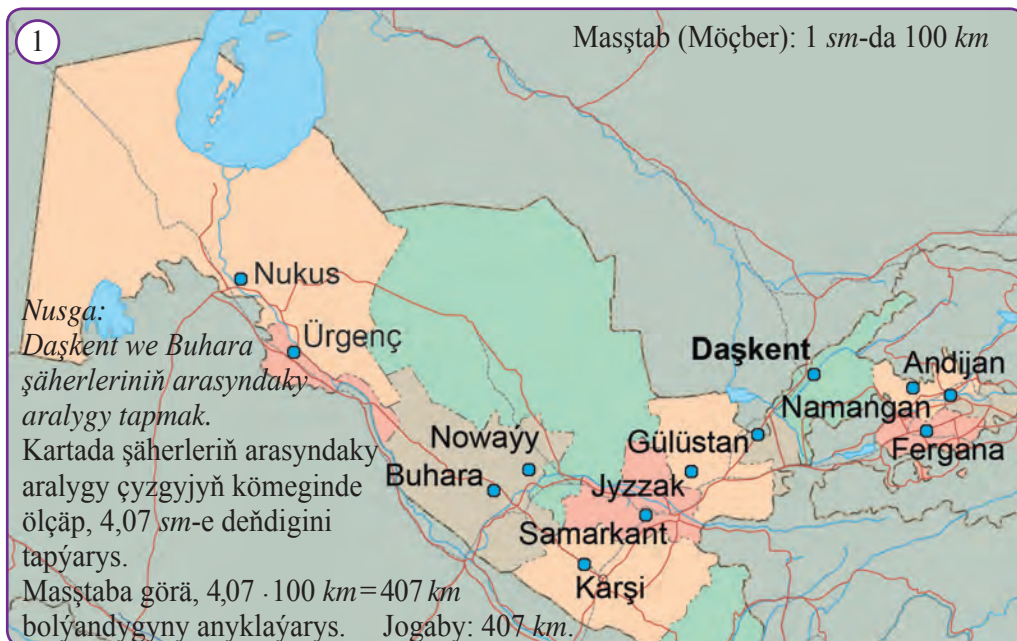 1
Masştab (Möçber): 1 sm-da 100 km
Nukus
Nusga:
Daşkent we Buhara
şäherleriniň arasyndaky
aralygy tapmak.
Kartada şäherleriň arasyndaky
aralygy çyzgyjyň kömeginde
ölçäp, 4,07 sm-e deňdigini
tapýarys.
Masştaba görä, 4,07 · 100 km = 407 km
bolýandygyny anyklaýarys. Jogaby: 407 km.
Ürgenç
Daşkent
Andijan
Namangan
Fergana
Gülüstan
Nowaýy
Buhara
Jyzzak
Samarkant
Karşi